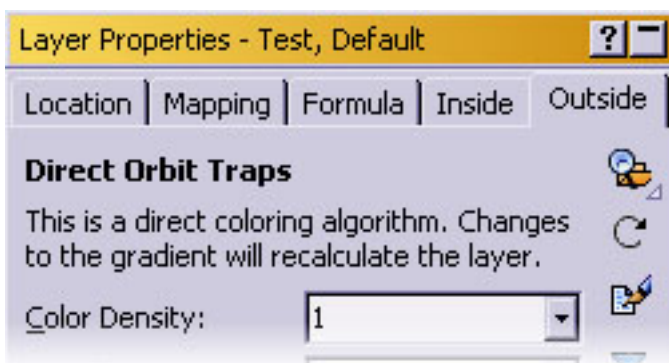 Layer Properties - Test, Default
?
Location Mapping Formula Inside Outside
Direct Orbit Traps
This is a direct coloring algorithm. Changes
to the gradient will recalculate the layer.
Color Density: 1